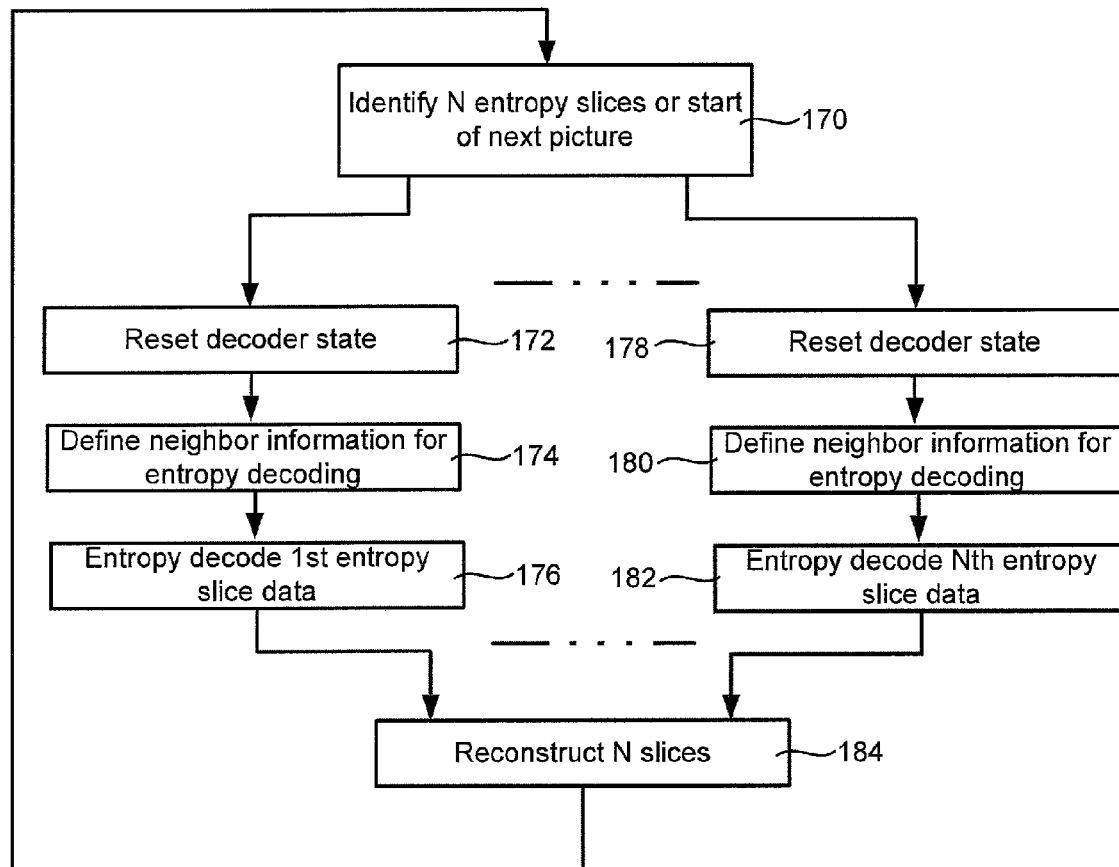 Identify N entropy slices or start
of next picture
170
Reset decoder state
172
178
Reset decoder state
Define neighbor information for
entropy decoding
174
180
Define neighbor information for
entropy decoding
Entropy decode 1st entropy
slice data
176
182
Entropy decode Nth entropy
slice data
Reconstruct N slices
184